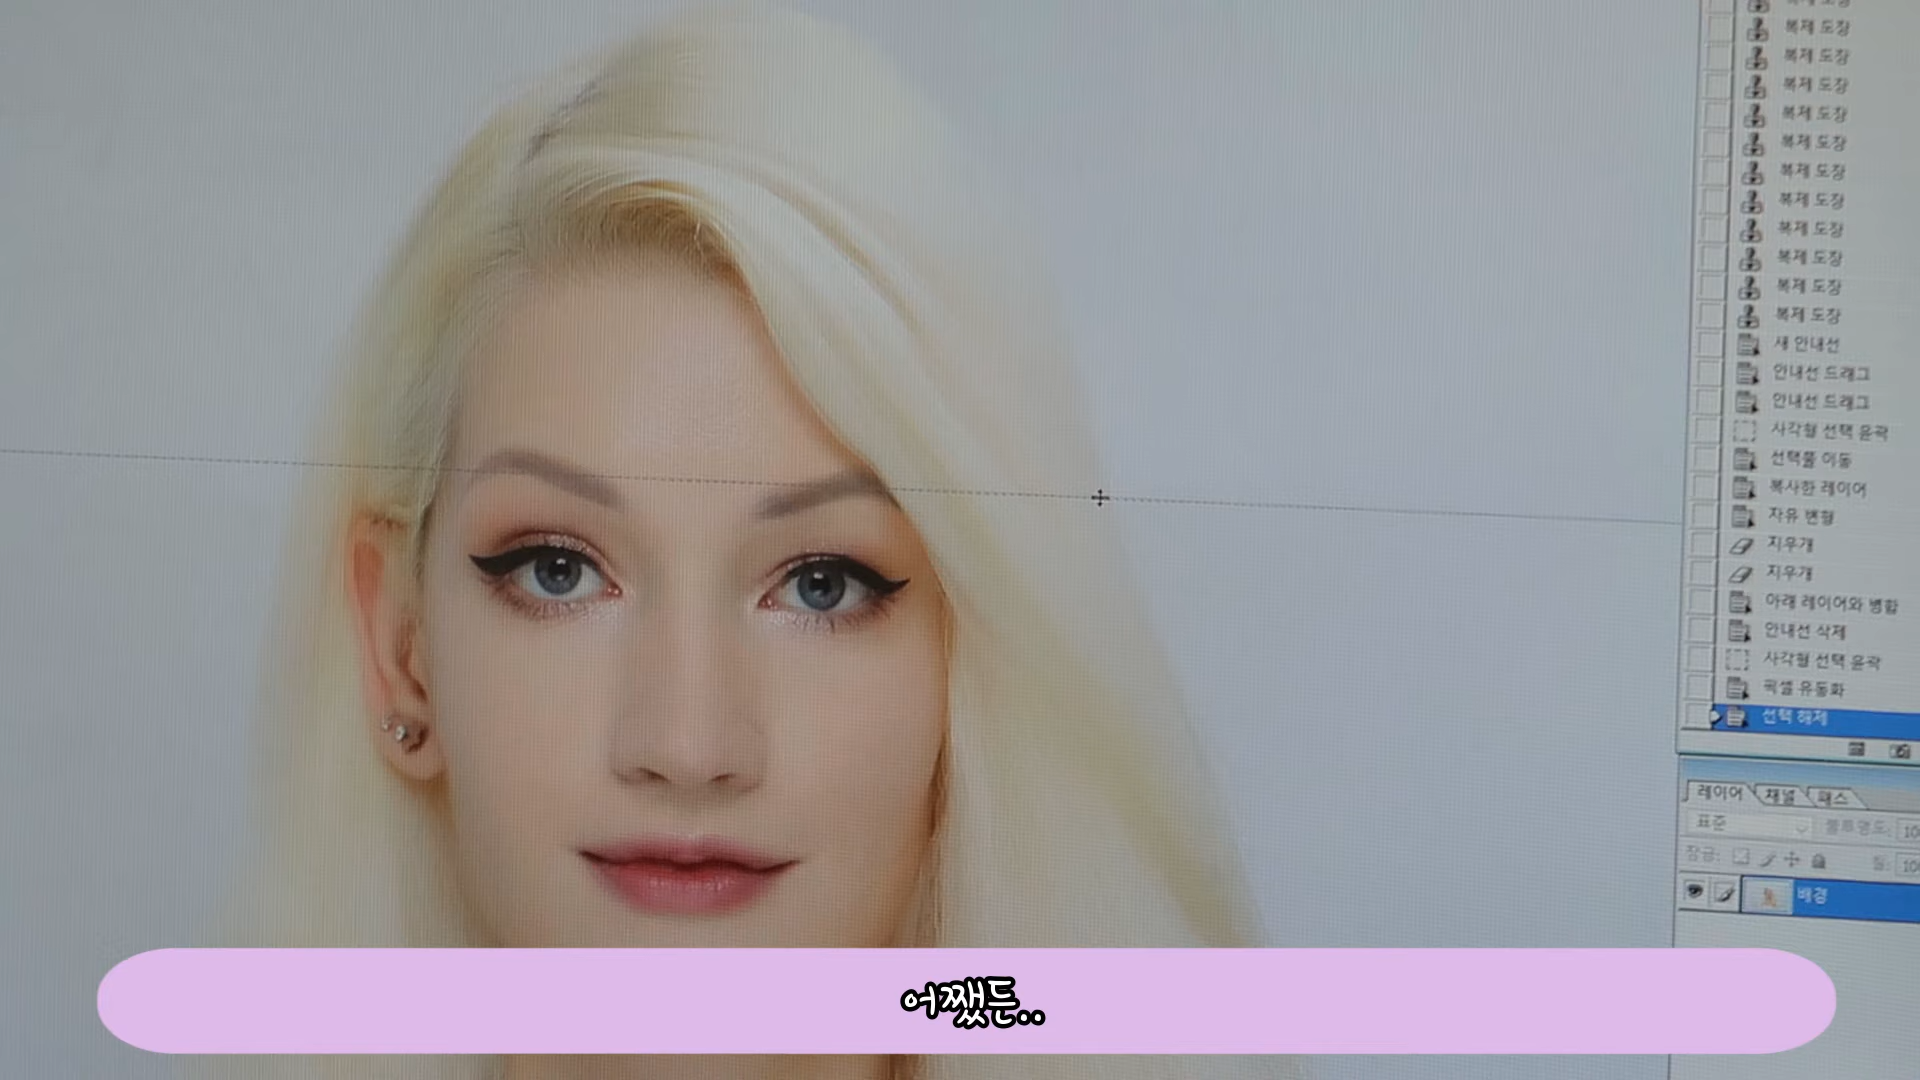 복제 도장
복제 도장
복제 도장
복제 도장
복제 도장
복제 도장
복제 도장
복제 도장
복제 도장
복제 도장
복제 도장
복제 도장
새 안내선
안내선 드래그
안내선 드래그
사각형 선택 윤곽
선택물 이동
복사한 레이어
자유 변형
지우개
지우개
아래 레이어와 병합
안내선 삭제
사각형 선택 윤곽
픽셀 유동화
선택 해제
레이어 채널 패스
표준 불투명도: 10
잠금: 10
배경
어쨌든..